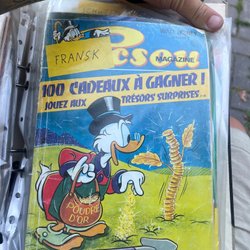 Picsou
FRANSK
MAGAZINE
100 CADEAUX À GAGNER!
JOUEZ AUX TRÉSORS SURPRISES...
POUDRE D'OR